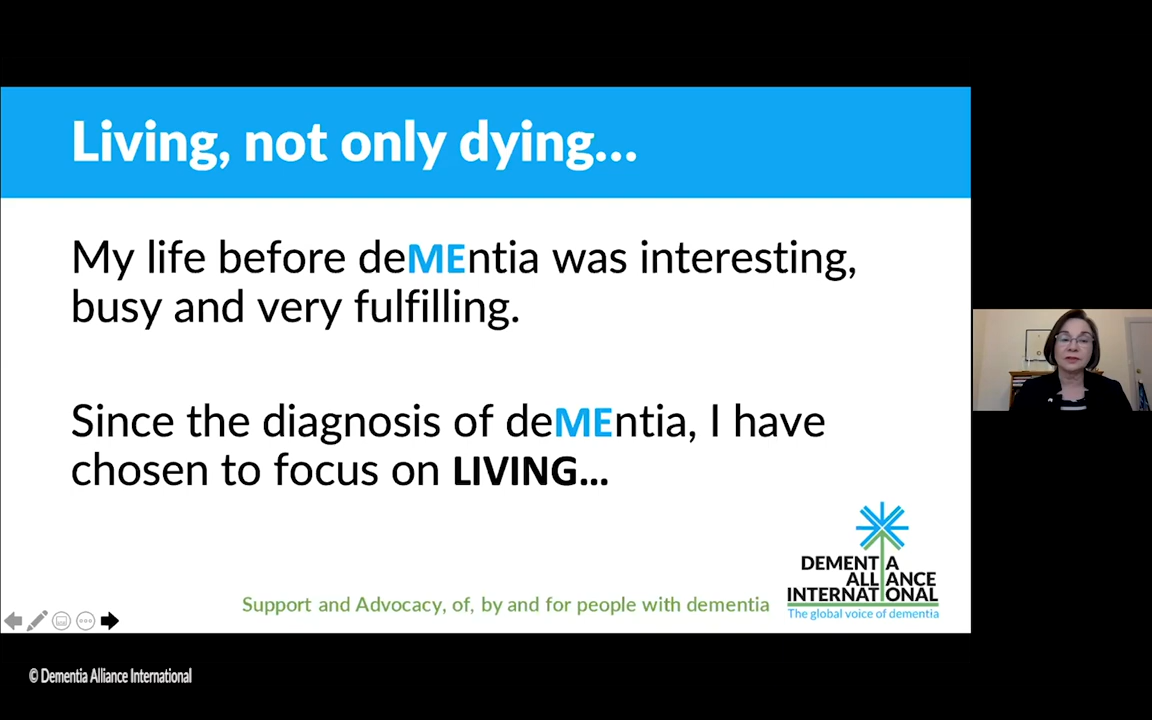 Living, not only dying...
My life before deMEntia was interesting,
busy and very fulfilling.
Since the diagnosis of deMEntia, I have
chosen to focus on LIVING...
DEMENTIA
ALLIANCE
INTERNATIONAL
The global voice of dementia
Support and Advocacy, of, by and for people with dementia
© Dementia Alliance International